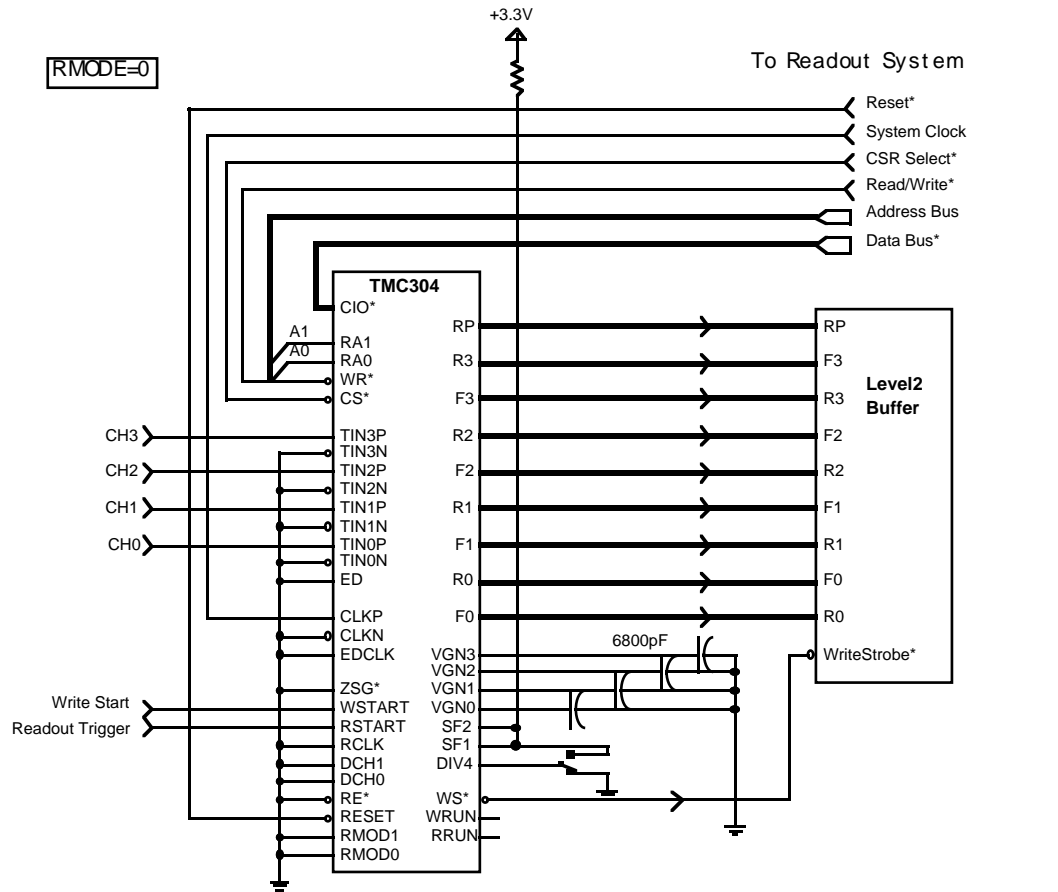 +3.3V
RMODE=0
To Readout System
Reset*
System Clock
CSR Select*
Read/Write*
Address Bus
Data Bus*
TMC304
CIO*
A1
RA1
A0
RA0
WR*
CS*
CH3
TIN3P
TIN3N
CH2
TIN2P
TIN2N
CH1
TIN1P
TIN1N
CH0
TIN0P
TIN0N
ED
CLKP
CLKN
EDCLK
ZSG*
Write Start
WSTART
Readout Trigger
RSTART
RCLK
DCH1
DCH0
RE*
RESET
RMOD1
RMOD0
RP
R3
F3
R2
F2
R1
F1
R0
F0
VGN3
VGN2
VGN1
VGN0
SF2
SF1
DIV4
WS*
WRUN
RRUN
6800pF
RP
F3
R3
F2
R2
F1
R1
F0
R0
WriteStrobe*
Level2
Buffer